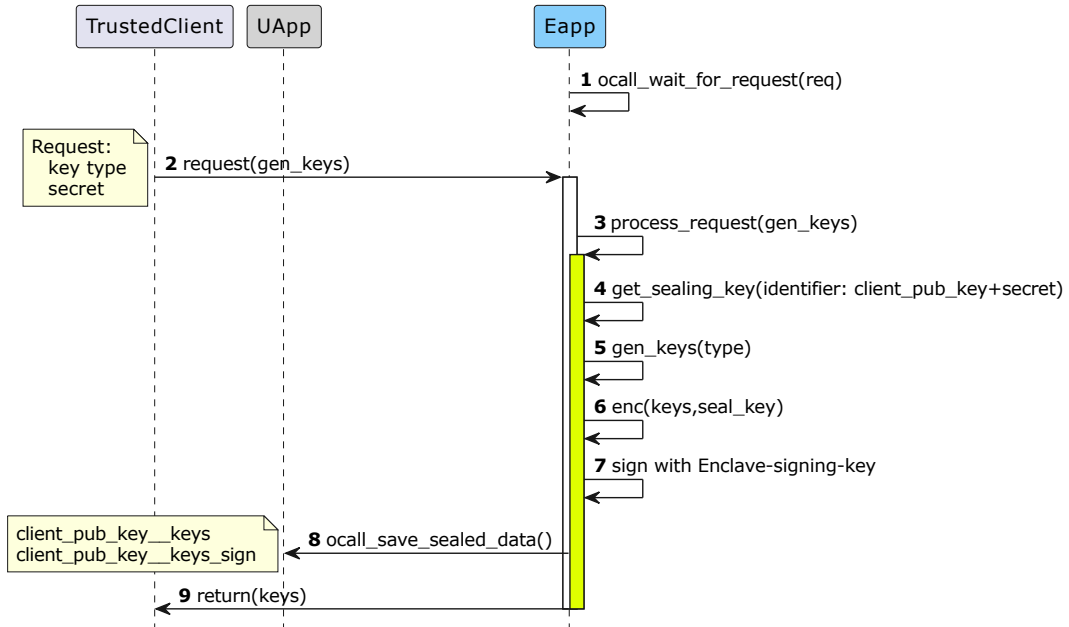 TrustedClient
UApp
Eapp
1 ocall_wait_for_request(req)
Request:
key type
secret
2 request(gen_keys)
3 process_request(gen_keys)
4 get_sealing_key(identifier: client_pub_key+secret)
5 gen_keys(type)
6 enc(keys,seal_key)
7 sign with Enclave-signing-key
client_pub_key__keys
client_pub_key__keys_sign
8 ocall_save_sealed_data()
9 return(keys)